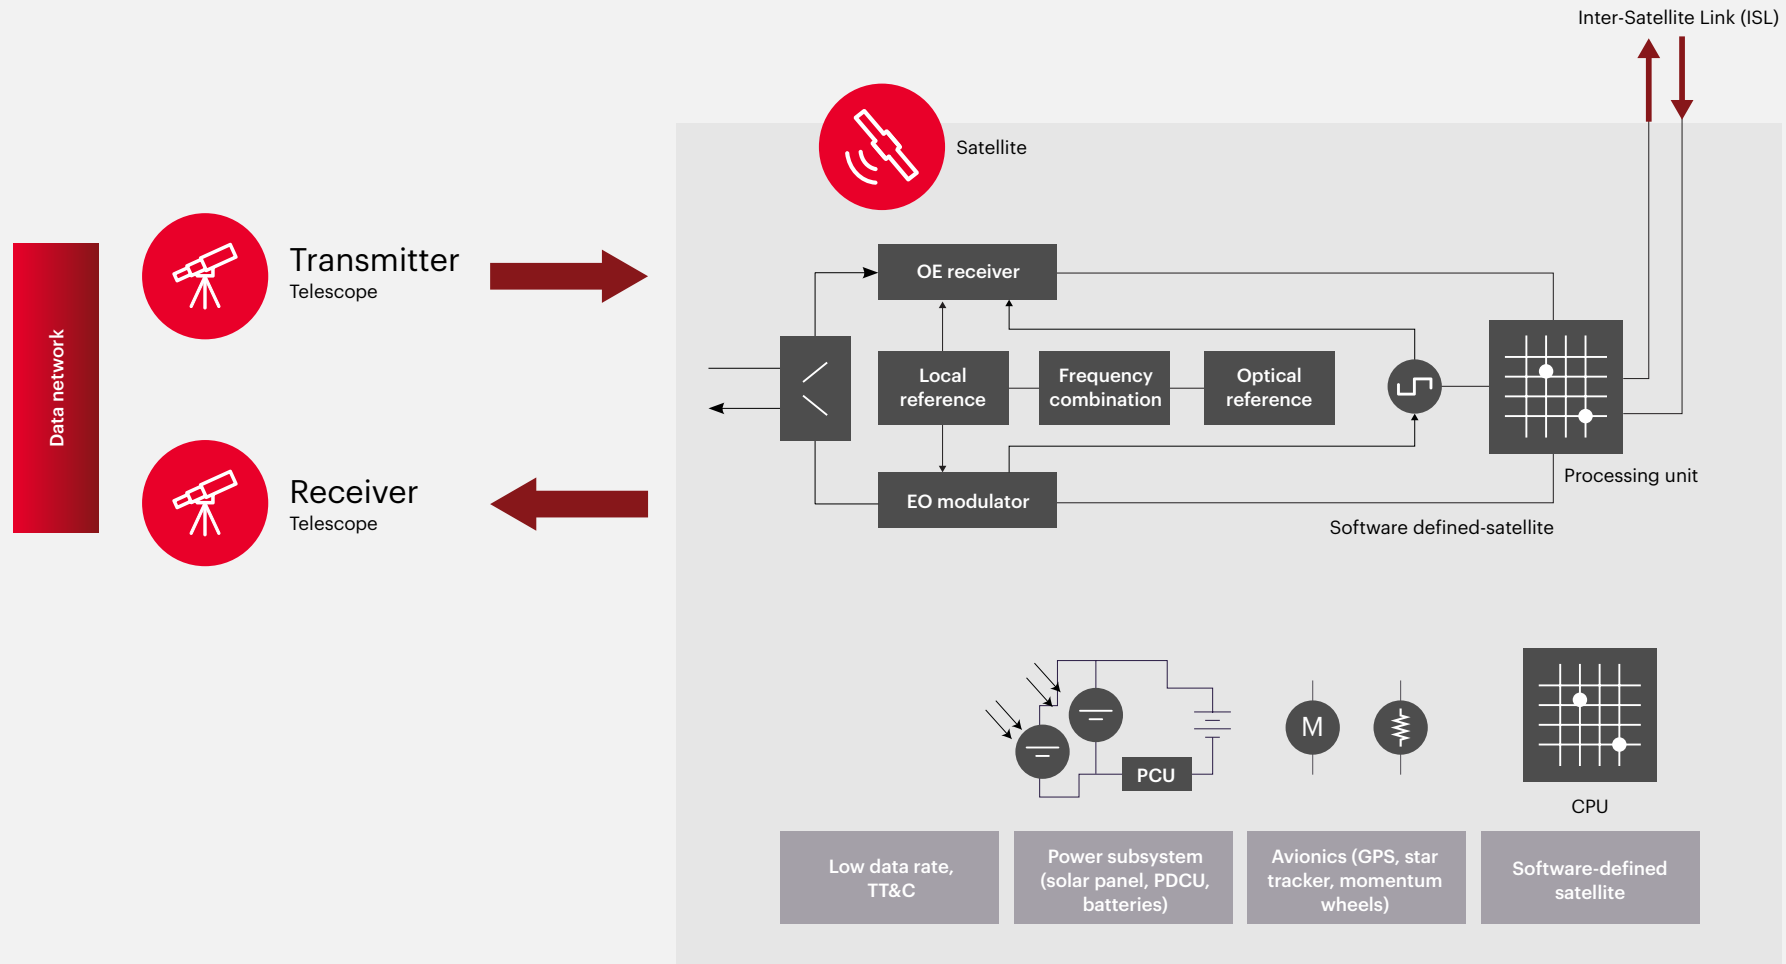 Inter-Satellite Link (ISL)
Satellite
Data network
Transmitter
Telescope
Receiver
Telescope
OE receiver
Local
reference
Frequency
combination
Optical
reference
EO modulator
Processing unit
Software defined-satellite
M
PCU
CPU
Low data rate,
TT&C
Power subsystem
(solar panel, PDCU,
batteries)
Avionics (GPS, star
tracker, momentum
wheels)
Software-defined
satellite